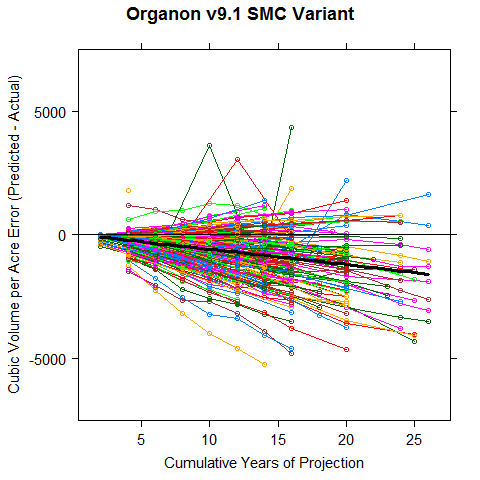 Organon v9.1 SMC Variant
Cubic Volume per Acre Error (Predicted - Actual)
5000
0
-5000
5 10 15 20 25
Cumulative Years of Projection